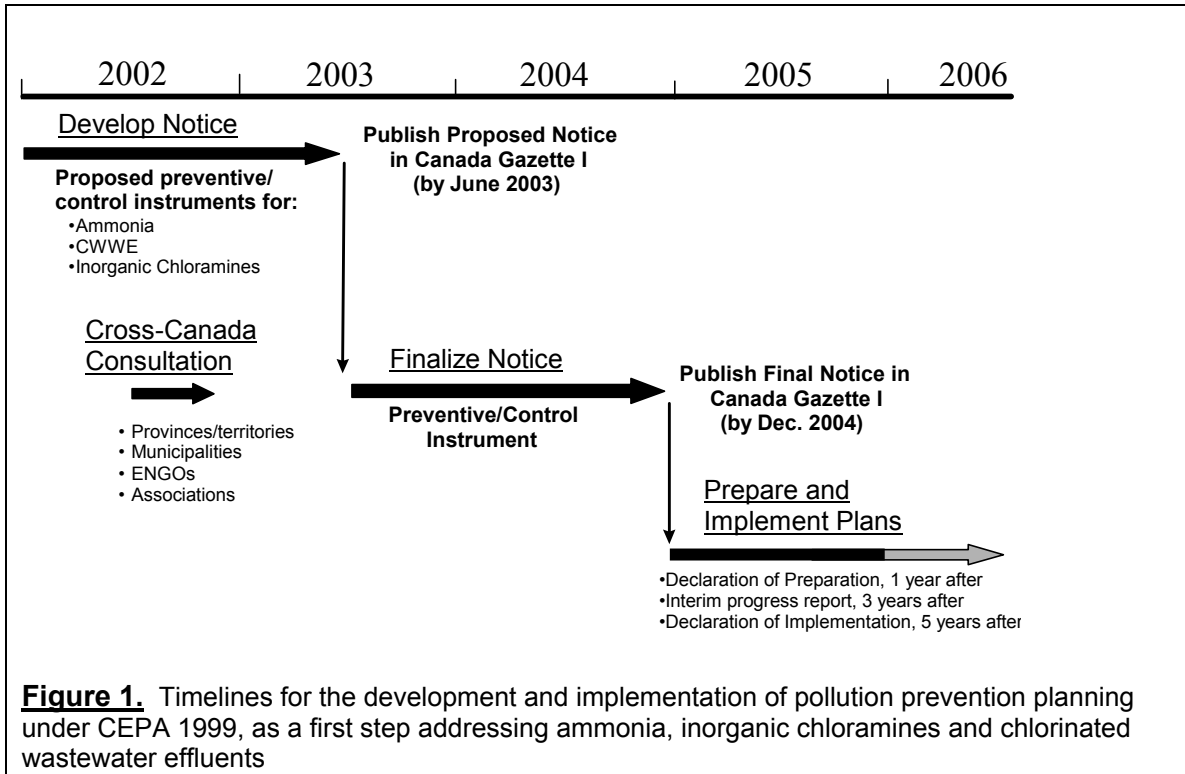 2002 2003 2004 2005 2006
Develop Notice
Publish Proposed Notice
in Canada Gazette I
(by June 2003)
Proposed preventive/
control instruments for:
•Ammonia
•CWWE
•Inorganic Chloramines
Cross-Canada
Consultation
• Provinces/territories
• Municipalities
• ENGOs
• Associations
Finalize Notice
Preventive/Control
Instrument
Publish Final Notice in
Canada Gazette I
(by Dec. 2004)
Prepare and
Implement Plans
•Declaration of Preparation, 1 year after
•Interim progress report, 3 years after
•Declaration of Implementation, 5 years after
Figure 1. Timelines for the development and implementation of pollution prevention planning
under CEPA 1999, as a first step addressing ammonia, inorganic chloramines and chlorinated
wastewater effluents